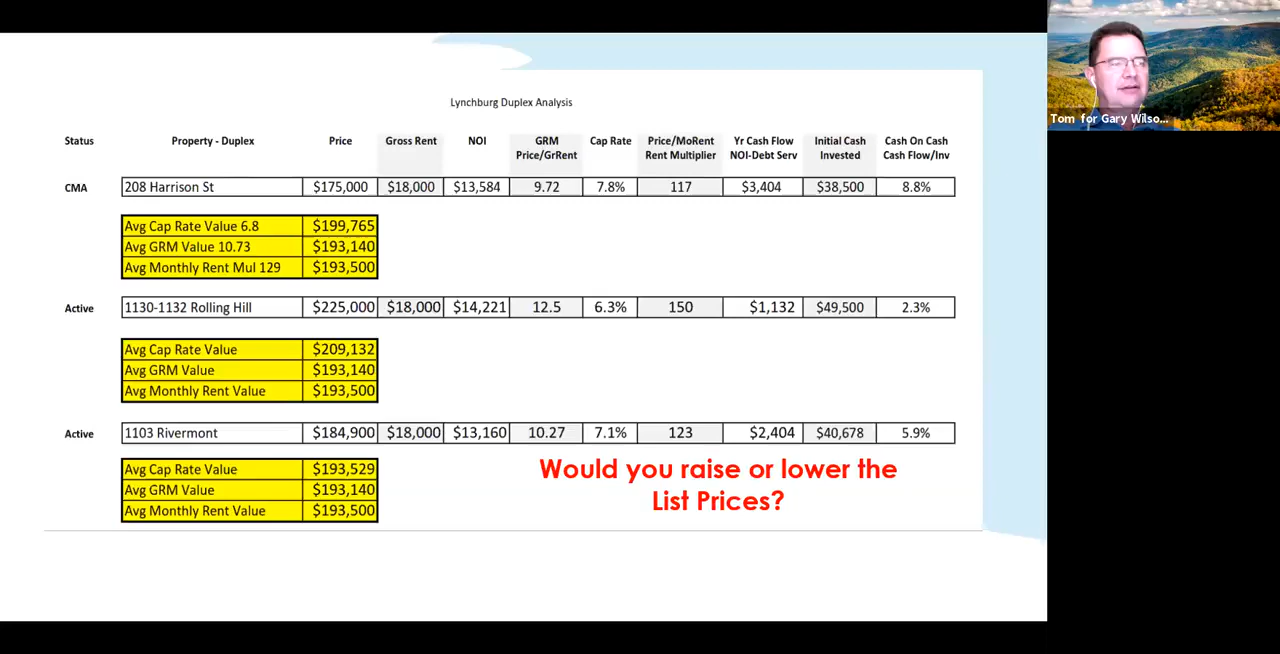 Lynchburg Duplex Analysis
Status Property - Duplex Price Gross Rent NOI GRM Price/GrRent Cap Rate Price/MoRent Rent Multiplier Yr Cash Flow NOI-Debt Serv Initial Cash Invested Cash On Cash Cash Flow/Inv
CMA 208 Harrison St $175,000 $18,000 $13,584 9.72 7.8% 117 $3,404 $38,500 8.8%
Avg Cap Rate Value 6.8 $199,765
Avg GRM Value 10.73 $193,140
Avg Monthly Rent Mul 129 $193,500
Active 1130-1132 Rolling Hill $225,000 $18,000 $14,221 12.5 6.3% 150 $1,132 $49,500 2.3%
Avg Cap Rate Value $209,132
Avg GRM Value $193,140
Avg Monthly Rent Value $193,500
Active 1103 Rivermont $184,900 $18,000 $13,160 10.27 7.1% 123 $2,404 $40,678 5.9%
Avg Cap Rate Value $193,529
Avg GRM Value $193,140
Avg Monthly Rent Value $193,500
Would you raise or lower the
List Prices?
Tom for Gary Wilso...